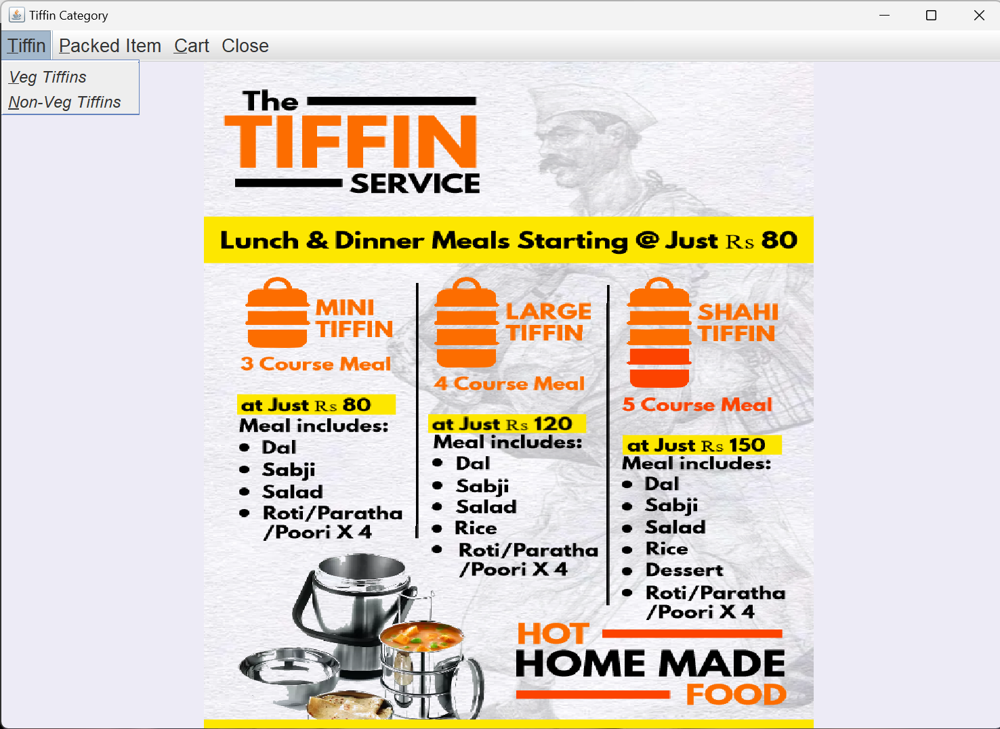 Tiffin Category
Tiffin Packed Item Cart Close
Veg Tiffins
Non-Veg Tiffins
The
TIFFIN
SERVICE
Lunch & Dinner Meals Starting @ Just Rs 80
MINI
TIFFIN
3 Course Meal
at Just Rs 80
Meal includes:
• Dal
• Sabji
• Salad
• Roti/Paratha
/Poori X 4
LARGE
TIFFIN
4 Course Meal
at Just Rs 120
Meal includes:
• Dal
• Sabji
• Salad
• Rice
• Roti/Paratha
/Poori X 4
SHAHI
TIFFIN
5 Course Meal
at Just Rs 150
Meal includes:
• Dal
• Sabji
• Salad
• Rice
• Dessert
• Roti/Paratha
/Poori X 4
HOT
HOME MADE
FOOD